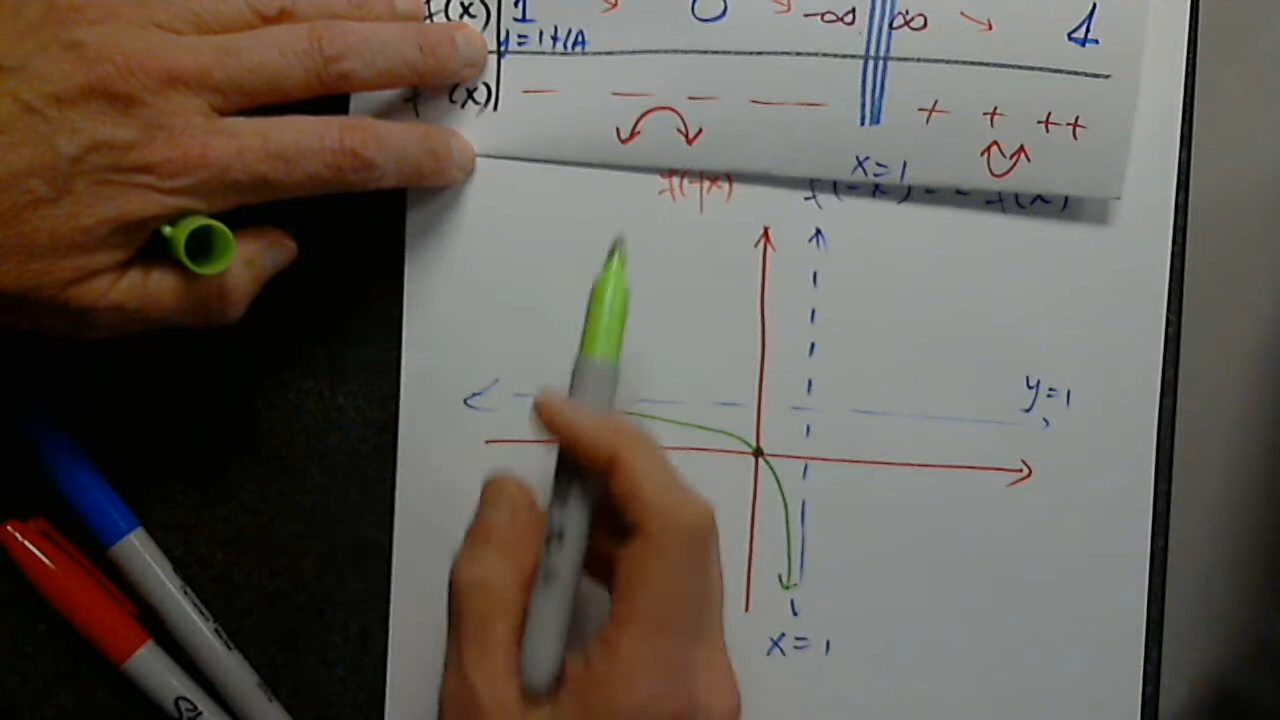 f(x) 1 ↘ 0 ↘ -∞ ∞ ↘ 1
y=1+(A
(x) — — — — + + ++
x=1
y=1
x=1